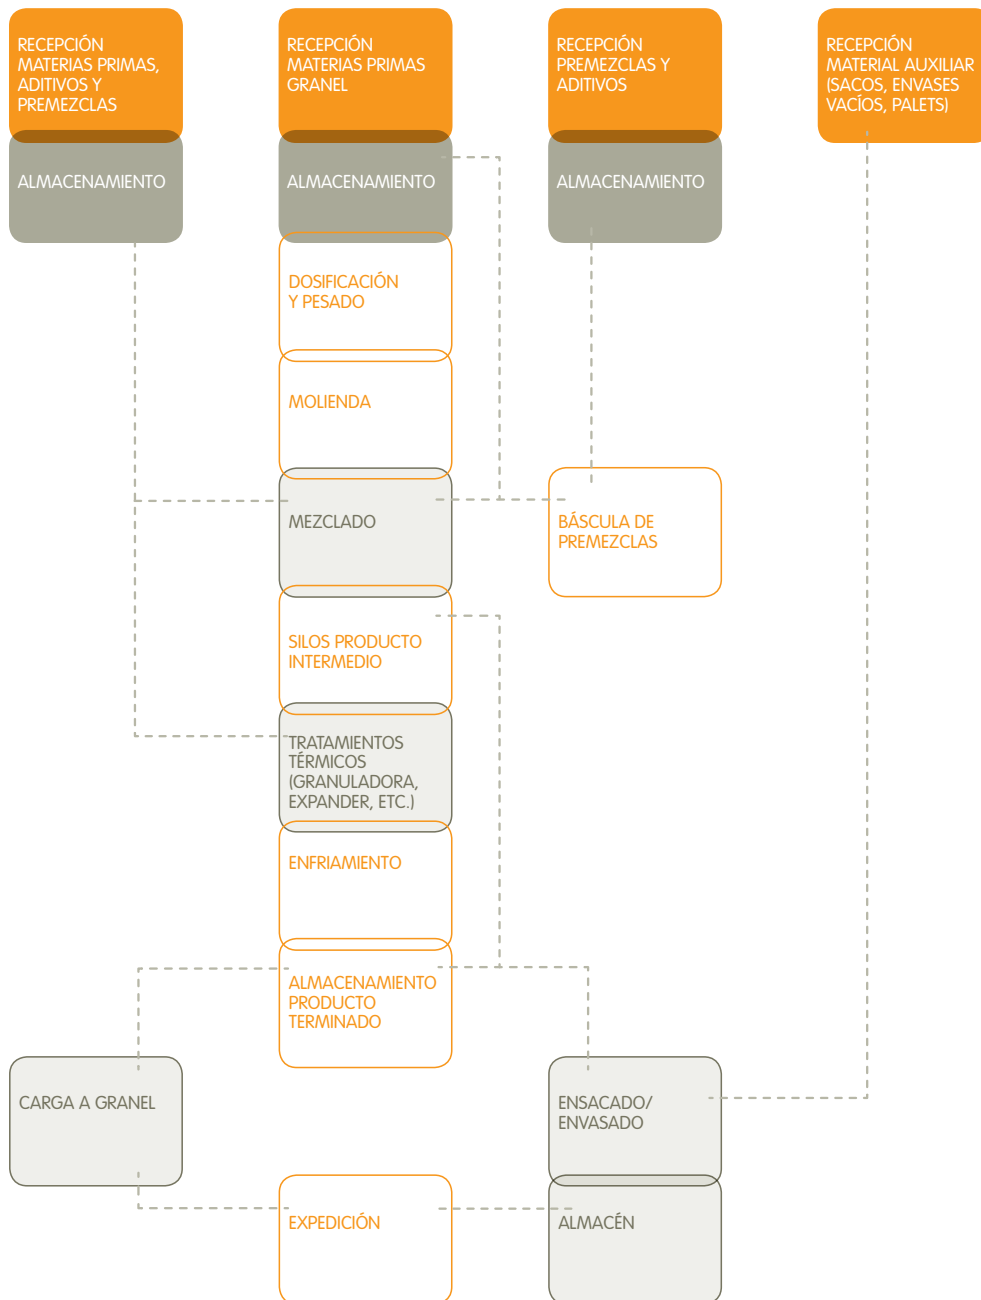 RECEPCIÓN
MATERIAS PRIMAS,
ADITIVOS Y
PREMEZCLAS
RECEPCIÓN
MATERIAS PRIMAS
GRANEL
RECEPCIÓN
PREMEZCLAS Y
ADITIVOS
RECEPCIÓN
MATERIAL AUXILIAR
(SACOS, ENVASES
VACÍOS, PALETS)
ALMACENAMIENTO
ALMACENAMIENTO
ALMACENAMIENTO
DOSIFICACIÓN
Y PESADO
MOLIENDA
MEZCLADO
BÁSCULA DE
PREMEZCLAS
SILOS PRODUCTO
INTERMEDIO
TRATAMIENTOS
TÉRMICOS
(GRANULADORA,
EXPANDER, ETC.)
ENFRIAMIENTO
ALMACENAMIENTO
PRODUCTO
TERMINADO
CARGA A GRANEL
ENSACADO/
ENVASADO
EXPEDICIÓN
ALMACÉN